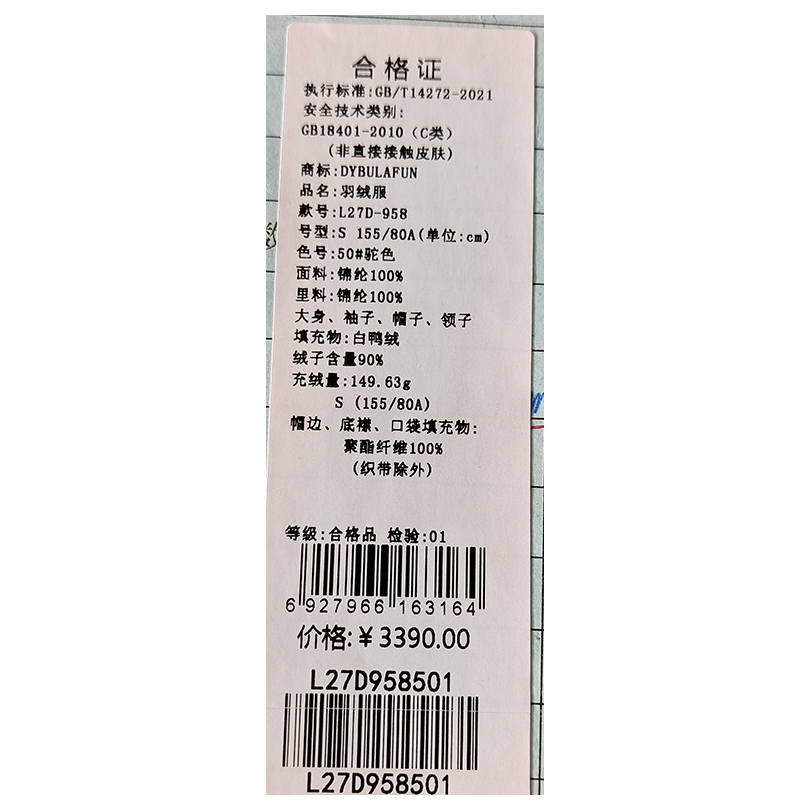 合格证
执行标准:GB/T14272-2021
安全技术类别:
GB18401-2010（C类）
(非直接接触皮肤)
商标:DYBULAFUN
品名:羽绒服
款号:L27D-958
号型:S 155/80A(单位:cm)
色号:50#驼色
面料:锦纶100%
里料:锦纶100%
大身、袖子、帽子、领子
填充物:白鸭绒
绒子含量90%
充绒量:149.63g
S (155/80A)
帽边、底襟、口袋填充物:
聚酯纤维100%
(织带除外)
等级:合格品 检验:01
6 927966 163164
价格:¥3390.00
L27D958501
L27D958501